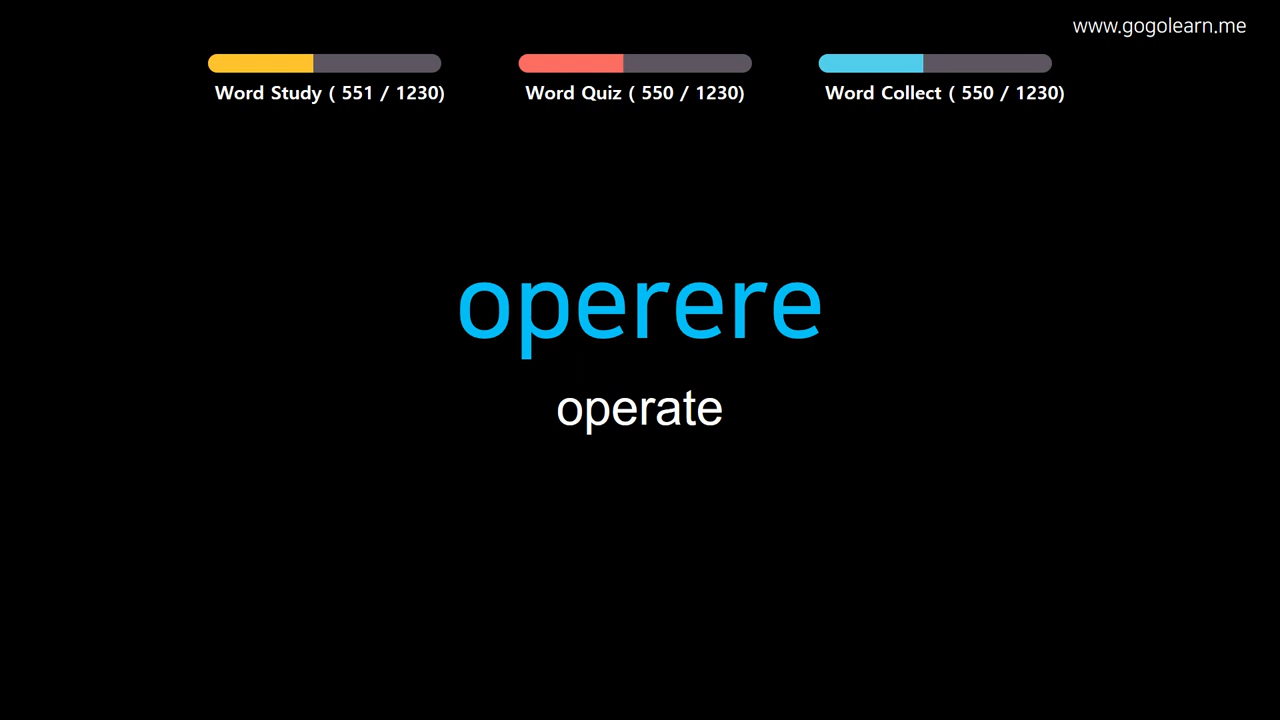 www.gogolearn.me
Word Study ( 551 / 1230)
Word Quiz ( 550 / 1230)
Word Collect ( 550 / 1230)
operere
operate